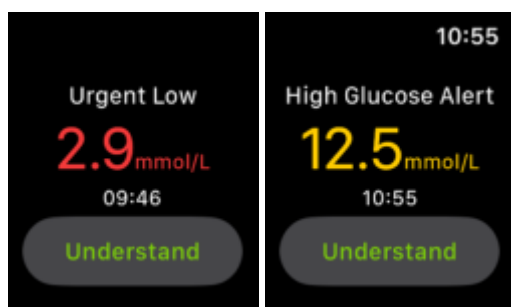 Urgent Low
2.9mmol/L
09:46
Understand
10:55
High Glucose Alert
12.5mmol/L
10:55
Understand